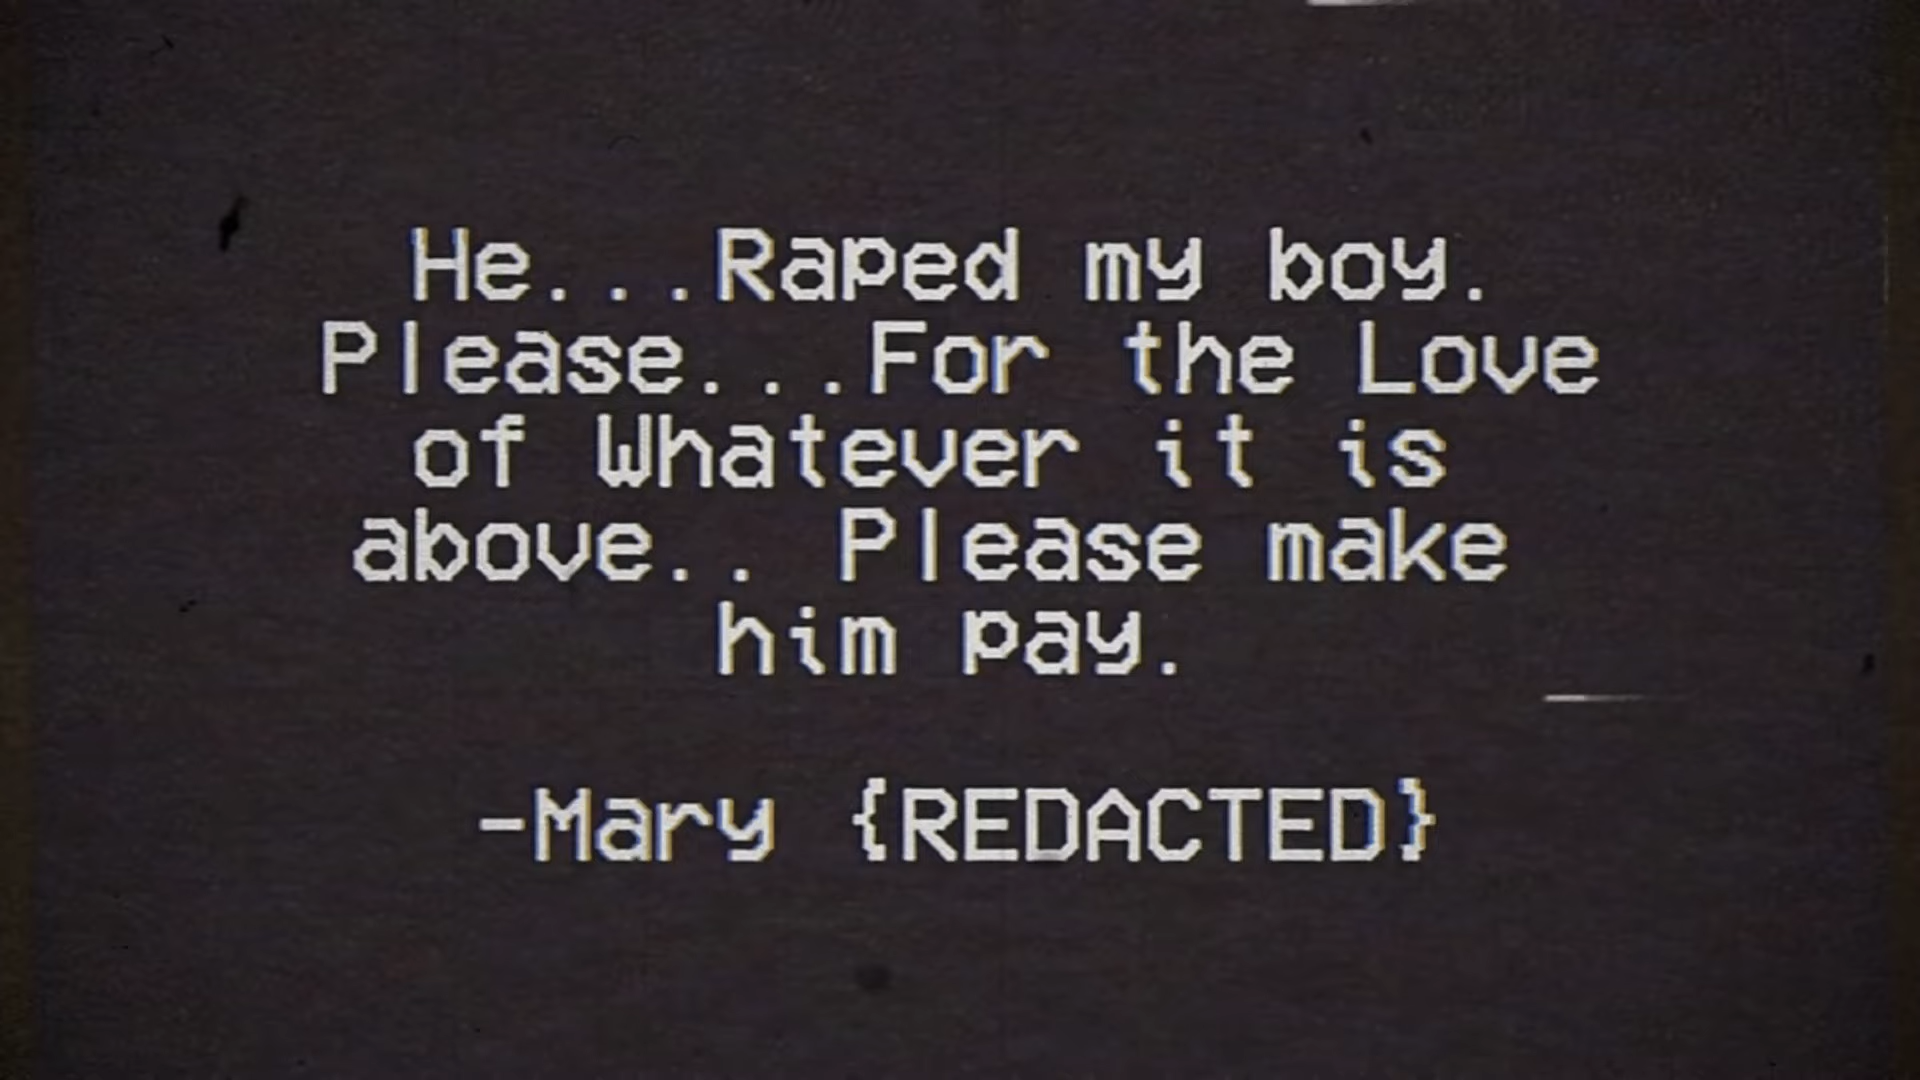 He...Raped my boy.
Please...For the Love
of Whatever it is
above.. Please make
him pay.
-Mary {REDACTED}